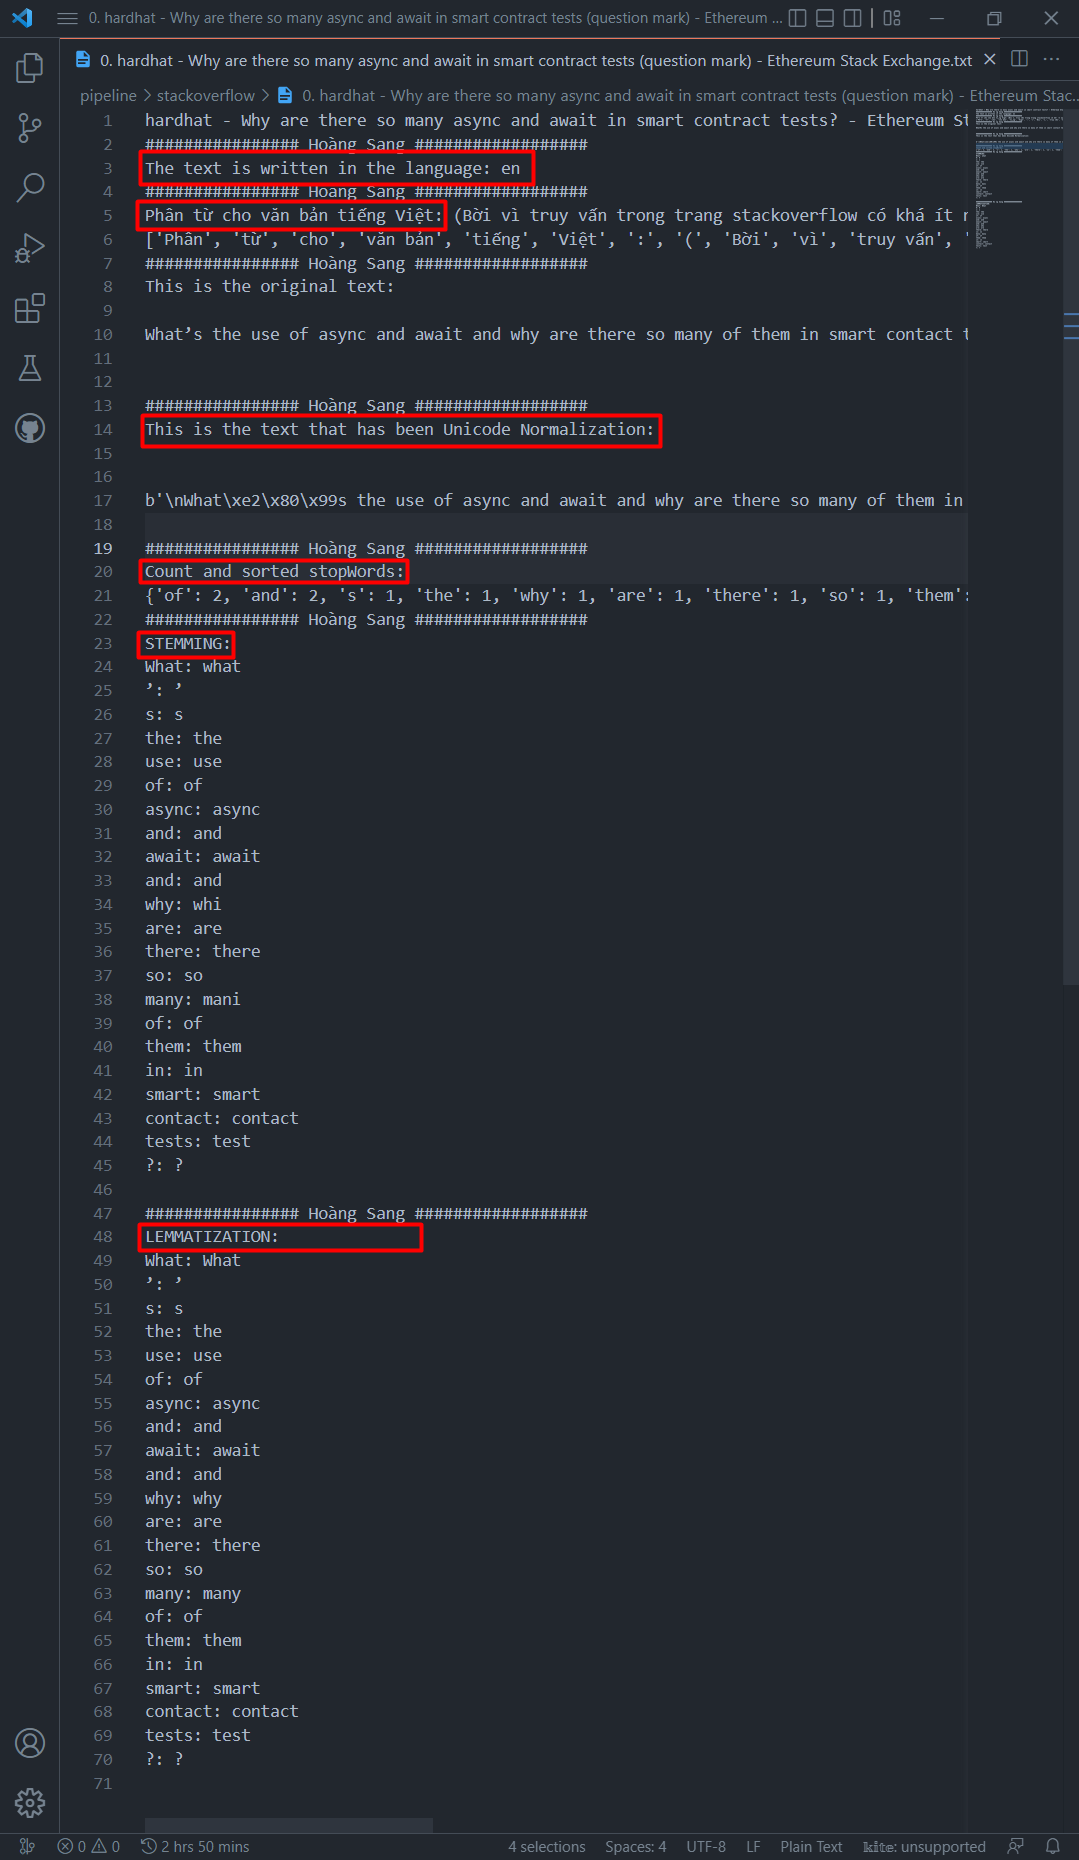 0. hardhat - Why are there so many async and await in smart contract tests (question mark) - Ethereum ...
0. hardhat - Why are there so many async and await in smart contract tests (question mark) - Ethereum Stack Exchange.txt
pipeline > stackoverflow > 0. hardhat - Why are there so many async and await in smart contract tests (question mark) - Ethereum Stac...
1 hardhat - Why are there so many async and await in smart contract tests? - Ethereum St
2 ################ Hoàng Sang ##################
3 The text is written in the language: en
4 ################ Hoàng Sang ##################
5 Phân từ cho văn bản tiếng Việt: (Bời vì truy vấn trong trang stackoverflow có khá ít n
6 ['Phân', 'từ', 'cho', 'văn bản', 'tiếng', 'Việt', ':', '(', 'Bời', 'vì', 'truy vấn', '
7 ################ Hoàng Sang ##################
8 This is the original text:
9
10 What’s the use of async and await and why are there so many of them in smart contact t
11
12
13 ################ Hoàng Sang ##################
14 This is the text that has been Unicode Normalization:
15
16
17 b'\nWhat\xe2\x80\x99s the use of async and await and why are there so many of them in
18
19 ################ Hoàng Sang ##################
20 Count and sorted stopWords:
21 {'of': 2, 'and': 2, 's': 1, 'the': 1, 'why': 1, 'are': 1, 'there': 1, 'so': 1, 'them':
22 ################ Hoàng Sang ##################
23 STEMMING:
24 What: what
25 ’: ’
26 s: s
27 the: the
28 use: use
29 of: of
30 async: async
31 and: and
32 await: await
33 and: and
34 why: whi
35 are: are
36 there: there
37 so: so
38 many: mani
39 of: of
40 them: them
41 in: in
42 smart: smart
43 contact: contact
44 tests: test
45 ?: ?
46
47 ################ Hoàng Sang ##################
48 LEMMATIZATION:
49 What: What
50 ’: ’
51 s: s
52 the: the
53 use: use
54 of: of
55 async: async
56 and: and
57 await: await
58 and: and
59 why: why
60 are: are
61 there: there
62 so: so
63 many: many
64 of: of
65 them: them
66 in: in
67 smart: smart
68 contact: contact
69 tests: test
70 ?: ?
71
0 0 2 hrs 50 mins 4 selections Spaces: 4 UTF-8 LF Plain Text kite: unsupported